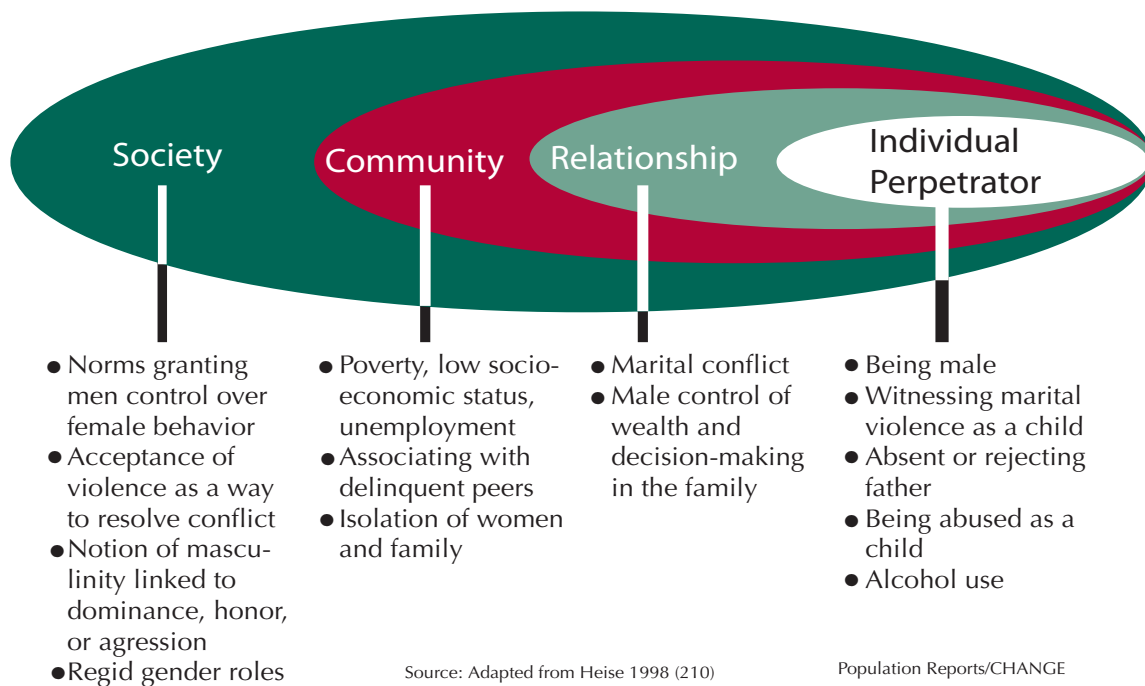 Society
Community
Relationship
Individual
Perpetrator
● Norms granting
men control over
female behavior
● Acceptance of
violence as a way
to resolve conflict
● Notion of mascu-
linity linked to
dominance, honor,
or agression
● Regid gender roles
● Poverty, low socio-
economic status,
unemployment
● Associating with
delinquent peers
● Isolation of women
and family
● Marital conflict
● Male control of
wealth and
decision-making
in the family
● Being male
● Witnessing marital
violence as a child
● Absent or rejecting
father
● Being abused as a
child
● Alcohol use
Source: Adapted from Heise 1998 (210)
Population Reports/CHANGE